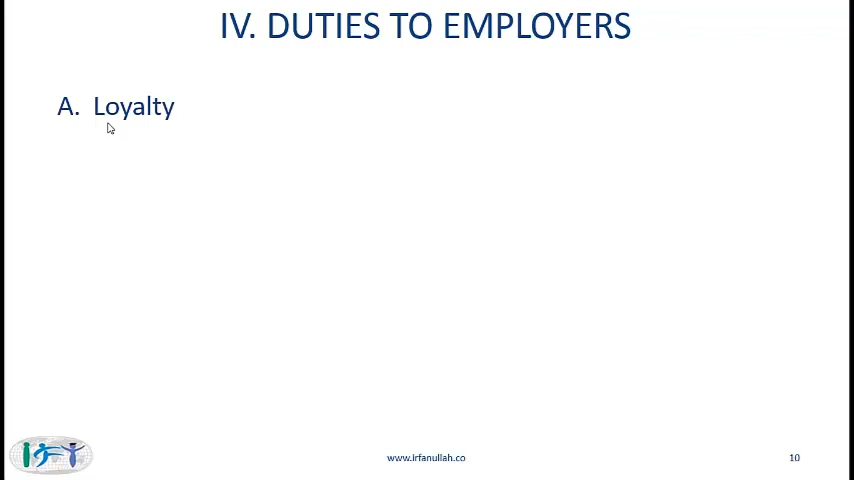 IV. DUTIES TO EMPLOYERS
A. Loyalty
www.irfanullah.co
10